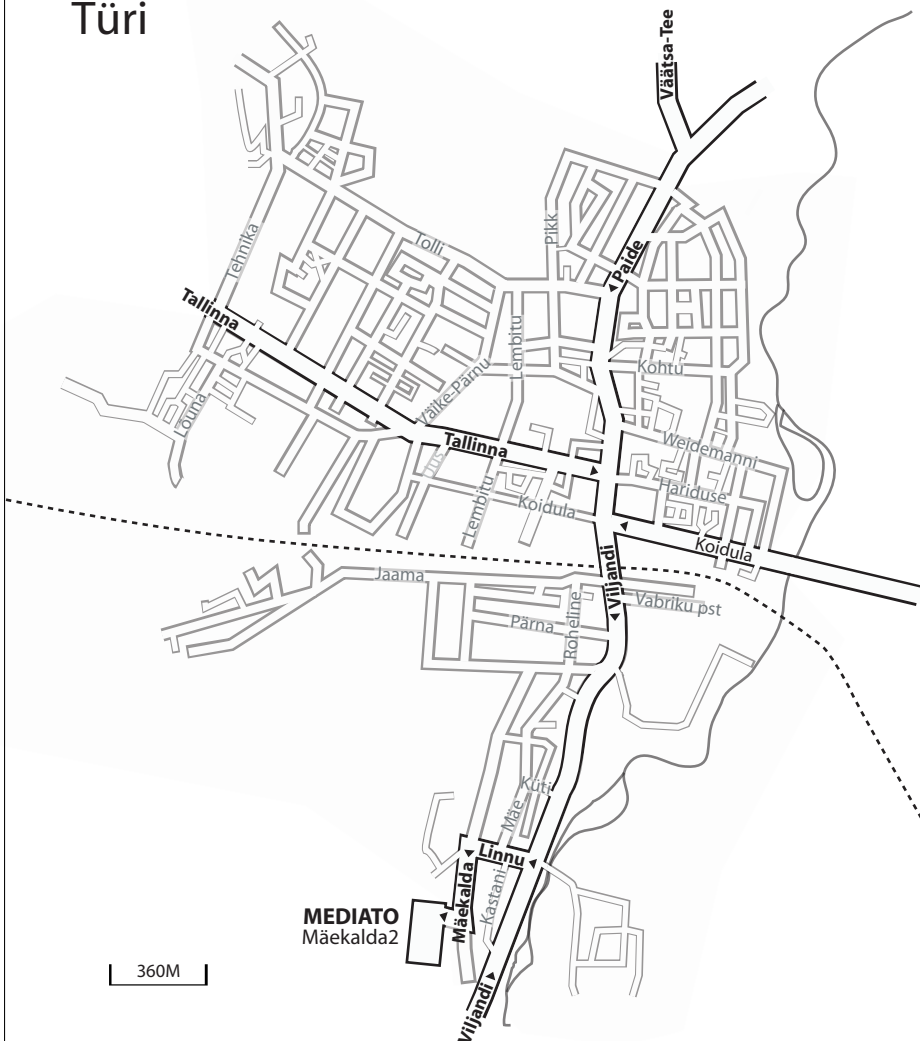 Türi
Väätsa-Tee
Pikk
Paide
Tehnika
Tolli
Tallinna
Lembitu
Kohtu
Väike-Pärnu
Lõuna
Tallinna
Weidemanni
Hariduse
Lembitu
Koidula
Koidula
Jaama
Viljandi
Roheline
Vabriku pst
Pärna
Küti
Mäe
Linnu
Mäekalda
Kastani
MEDIATO
Mäekalda2
360M
Viljandi